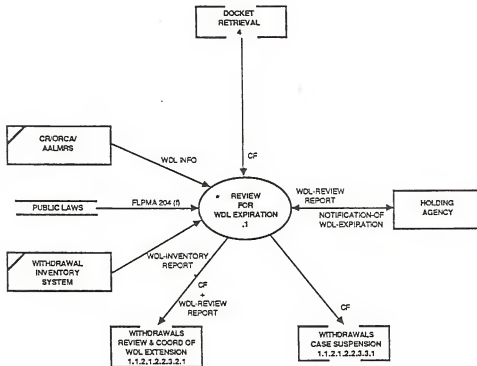 DOCKET
RETRIEVAL
4
CF
CR/ORCA/
AALMRS
WDL INFO
PUBLIC LAWS
FLPMA 204 (f)
* REVIEW
FOR
WDL EXPIRATION
.1
WDL-REVIEW
REPORT
NOTIFICATION-OF
WDL-EXPIRATION
HOLDING
AGENCY
WITHDRAWAL
INVENTORY
SYSTEM
WDL-INVENTORY
REPORT
CF
+
WDL-REVIEW
REPORT
CF
WITHDRAWALS
REVIEW & COORD OF
WDL EXTENSION
1.1.2.1.2.2.3.2.1
WITHDRAWALS
CASE SUSPENSION
1.1.2.1.2.2.3.3.1